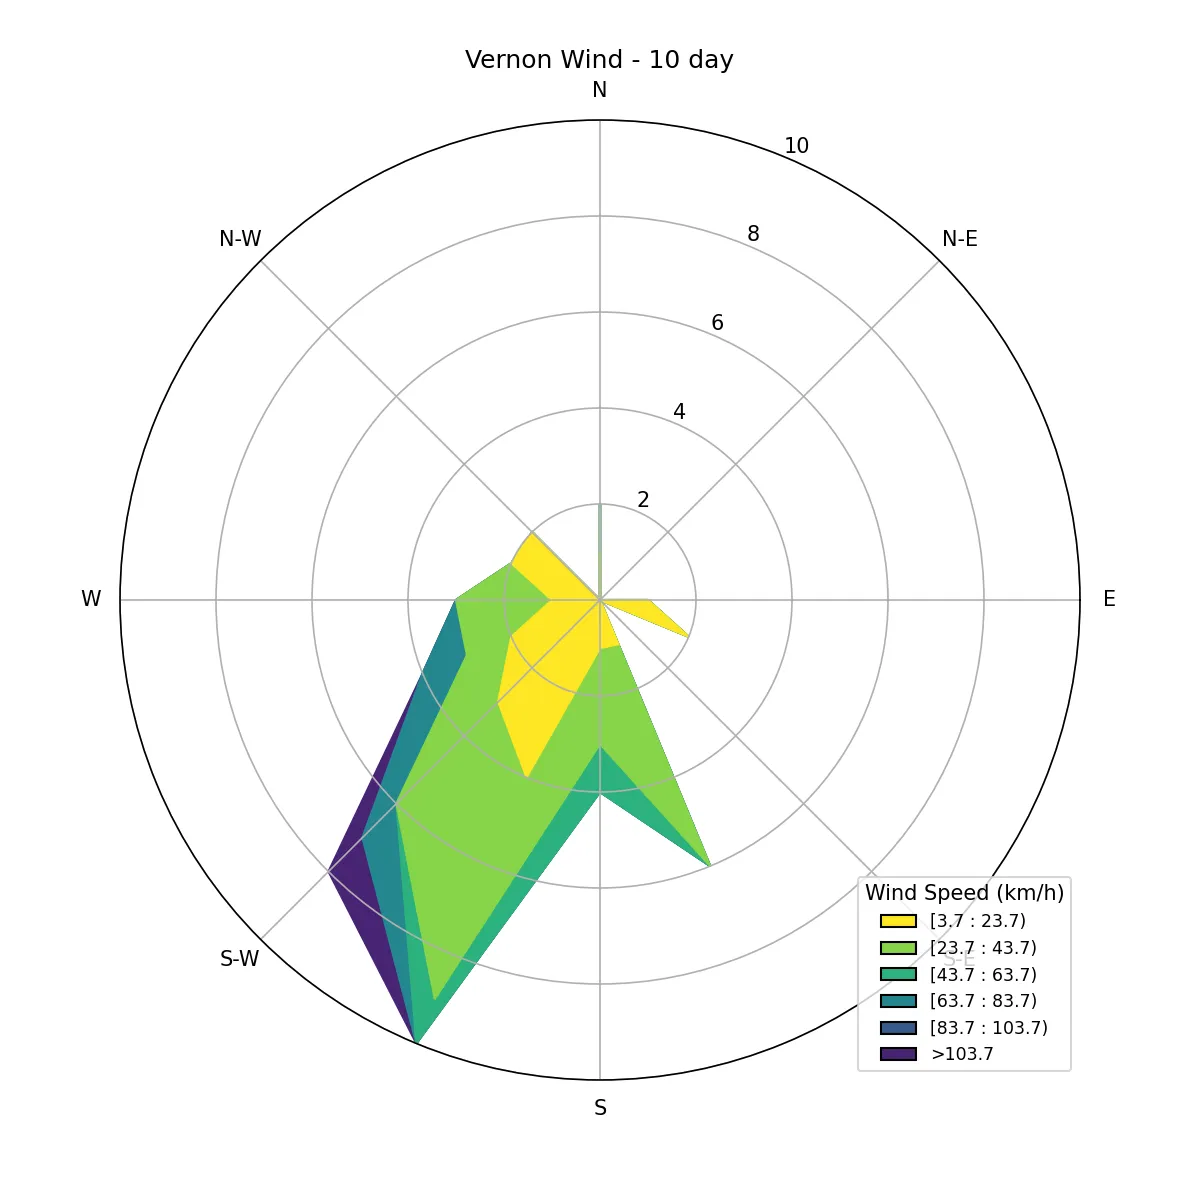 Vernon Wind - 10 day
N
10
N-W
N-E
8
6
4
2
W
E
S-W
S-E
S
Wind Speed (km/h)
[3.7 : 23.7)
[23.7 : 43.7)
[43.7 : 63.7)
[63.7 : 83.7)
[83.7 : 103.7)
>103.7